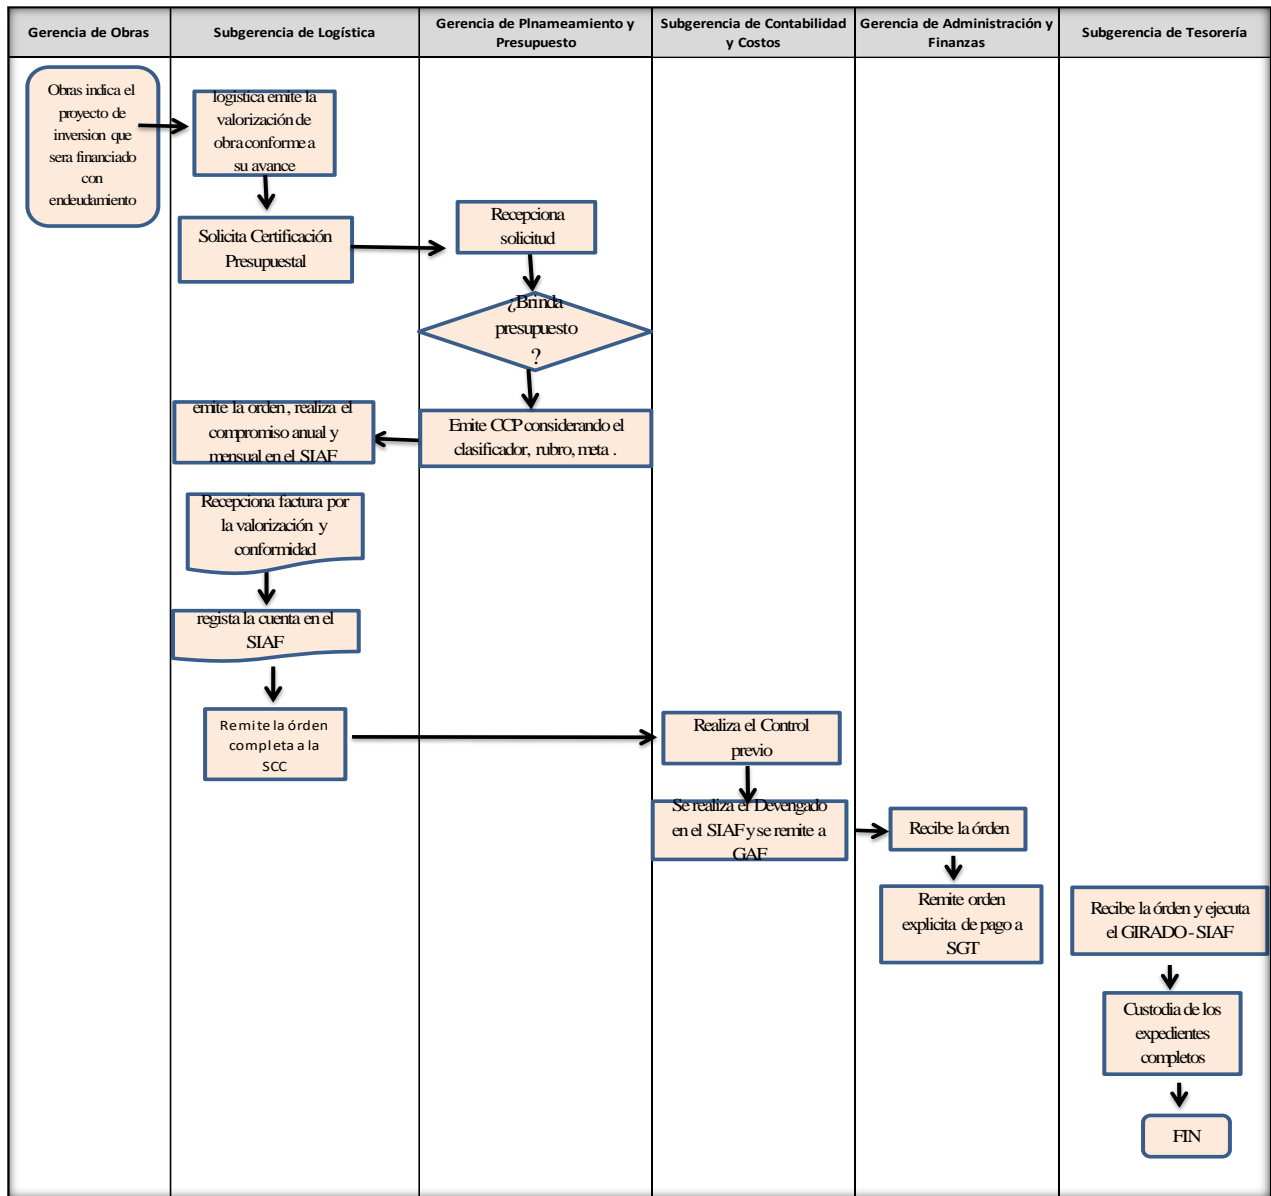 Gerencia de Obras
Subgerencia de Logística
Gerencia de Plnameamiento y
Presupuesto
Subgerencia de Contabilidad
y Costos
Gerencia de Administración y
Finanzas
Subgerencia de Tesorería
Obras indica el
proyecto de
inversion que
sera financiado
con
endeudamiento
logistica emite la
valorización de
obra conforme a
su avance
Solicita Certificación
Presupuestal
Recepciona
solicitud
¿Brinda
presupuesto
?
Emite CCP considerando el
clasificador, rubro, meta .
emite la orden , realiza el
compromiso anual y
mensual en el SIAF
Recepciona factura por
la valorización y
conformidad
regista la cuenta en el
SIAF
Remite la órden
completa a la
SCC
Realiza el Control
previo
Se realiza el Devengado
en el SIAF y se remite a
GAF
Recibe la órden
Remite orden
explicita de pago a
SGT
Recibe la órden y ejecuta
el GIRADO - SIAF
Custodia de los
expedientes
completos
FIN